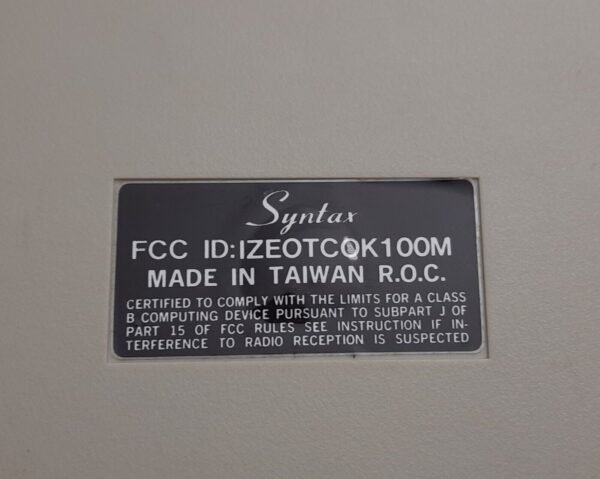 Syntax
FCC ID:IZEOTCQK100M
MADE IN TAIWAN R.O.C.
CERTIFIED TO COMPLY WITH THE LIMITS FOR A CLASS
B COMPUTING DEVICE PURSUANT TO SUBPART J OF
PART 15 OF FCC RULES SEE INSTRUCTION IF IN-
TERFERENCE TO RADIO RECEPTION IS SUSPECTED